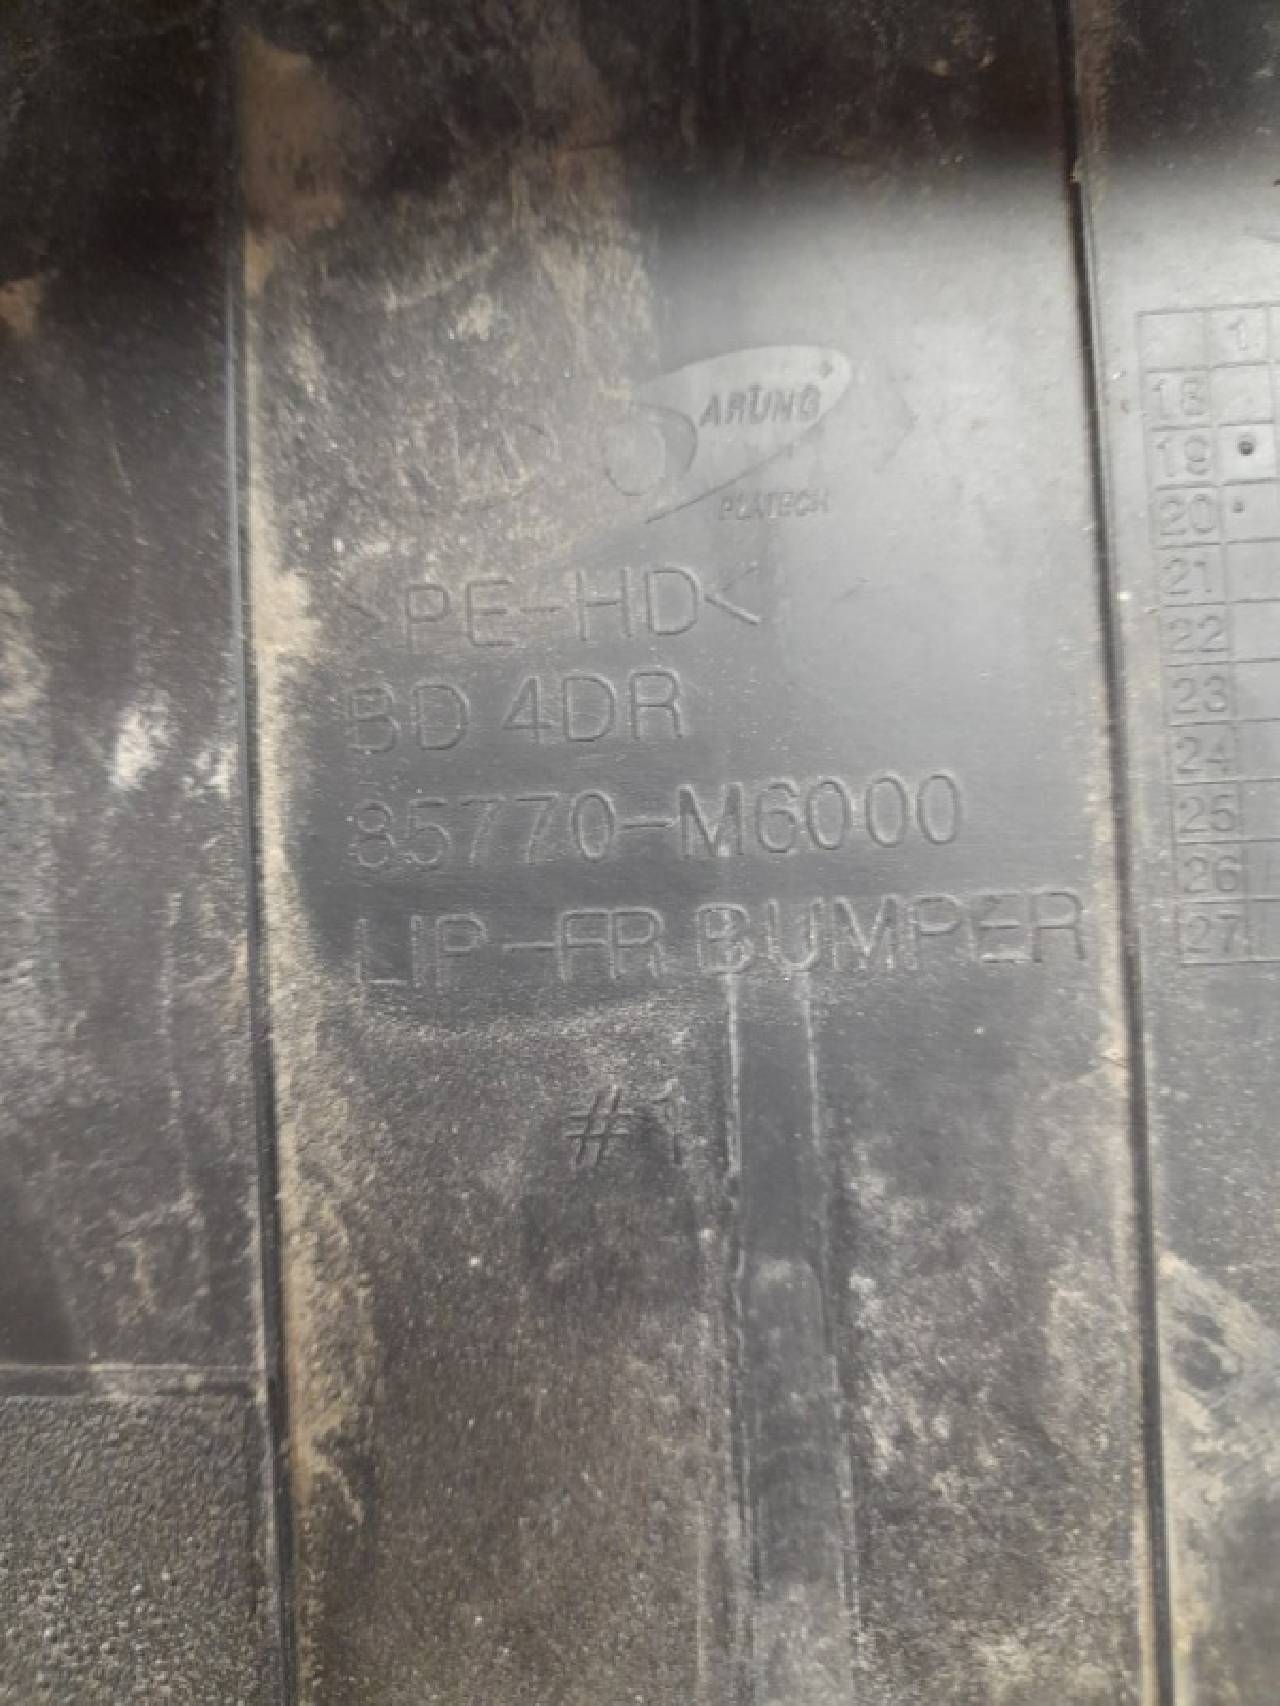 ARÜNG
PLATECH
>PE-HD<
BD 4DR
85770-M6000
LIP-FR BUMPER
#1
1
18
19
20
21
22
23
24
25
26
27